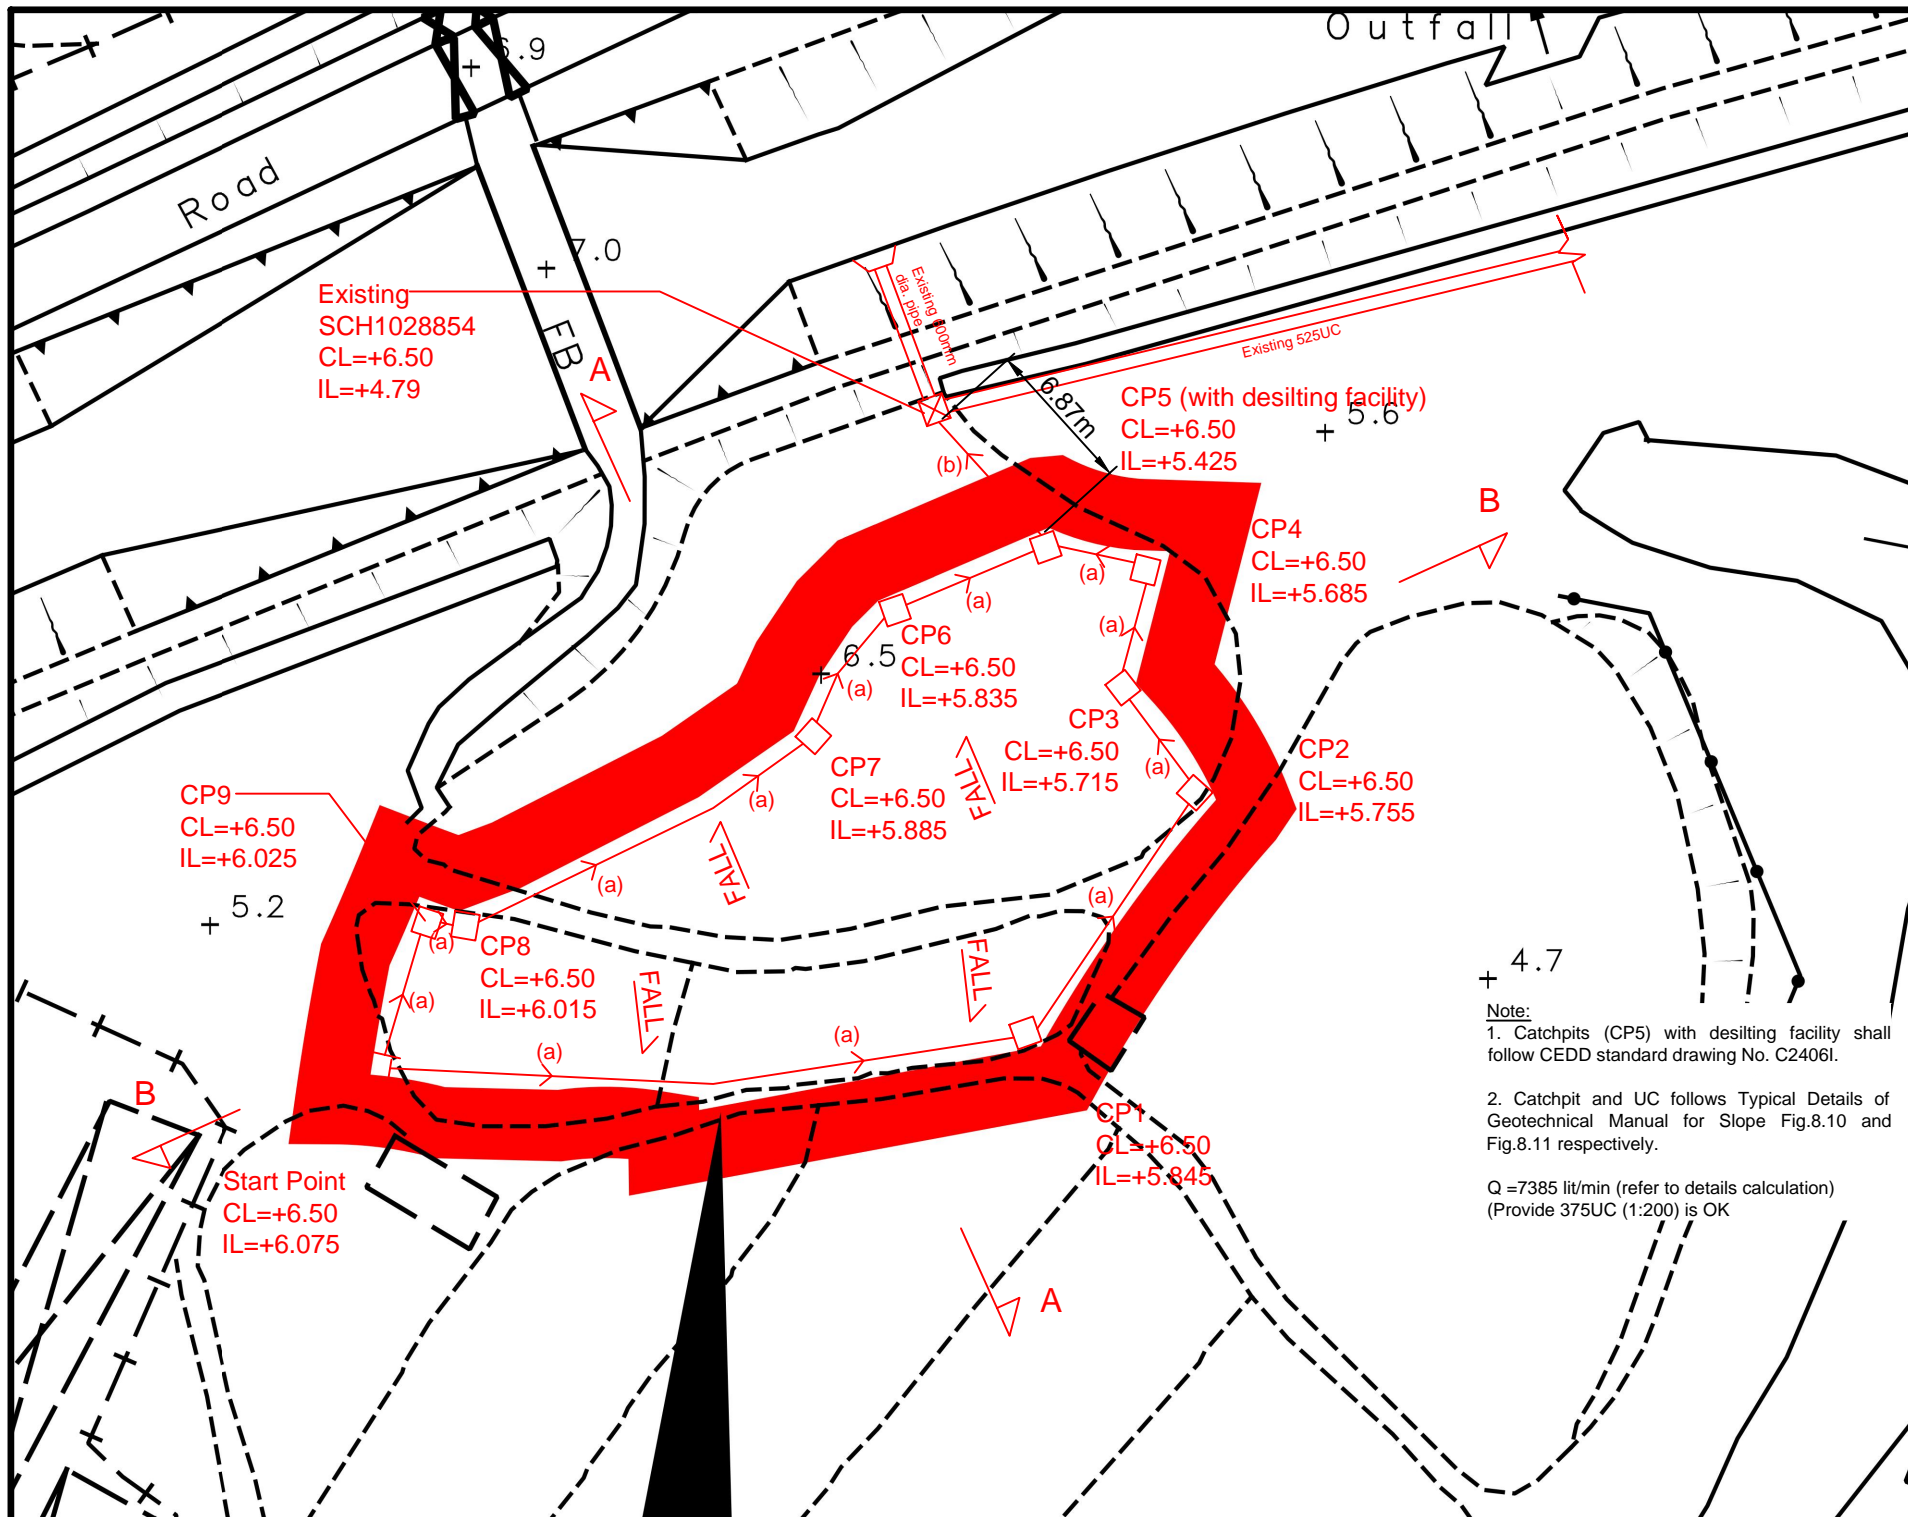 Outfall
6.9
Road
7.0
Existing
SCH1028854
CL=+6.50
IL=+4.79
FB
A
Existing 600mm
dia. pipe
Existing 525UC
6.87m
CP5 (with desilting facility)
CL=+6.50
IL=+5.425
5.6
(b)
B
CP4
CL=+6.50
IL=+5.685
(a)
(a)
(a)
CP6
CL=+6.50
IL=+5.835
6.5
(a)
CP3
CL=+6.50
IL=+5.715
(a)
FALL
CP2
CL=+6.50
IL=+5.755
CP7
CL=+6.50
IL=+5.885
(a)
CP9
CL=+6.50
IL=+6.025
FALL
(a)
5.2
(a)
(a)
CP8
CL=+6.50
IL=+6.015
FALL
FALL
(a)
4.7
(a)
(a)
B
CP1
CL=+6.50
IL=+5.845
Start Point
CL=+6.50
IL=+6.075
A
Note:
1. Catchpits (CP5) with desilting facility shall
follow CEDD standard drawing No. C2406I.
2. Catchpit and UC follows Typical Details of
Geotechnical Manual for Slope Fig.8.10 and
Fig.8.11 respectively.
Q =7385 lit/min (refer to details calculation)
(Provide 375UC (1:200) is OK